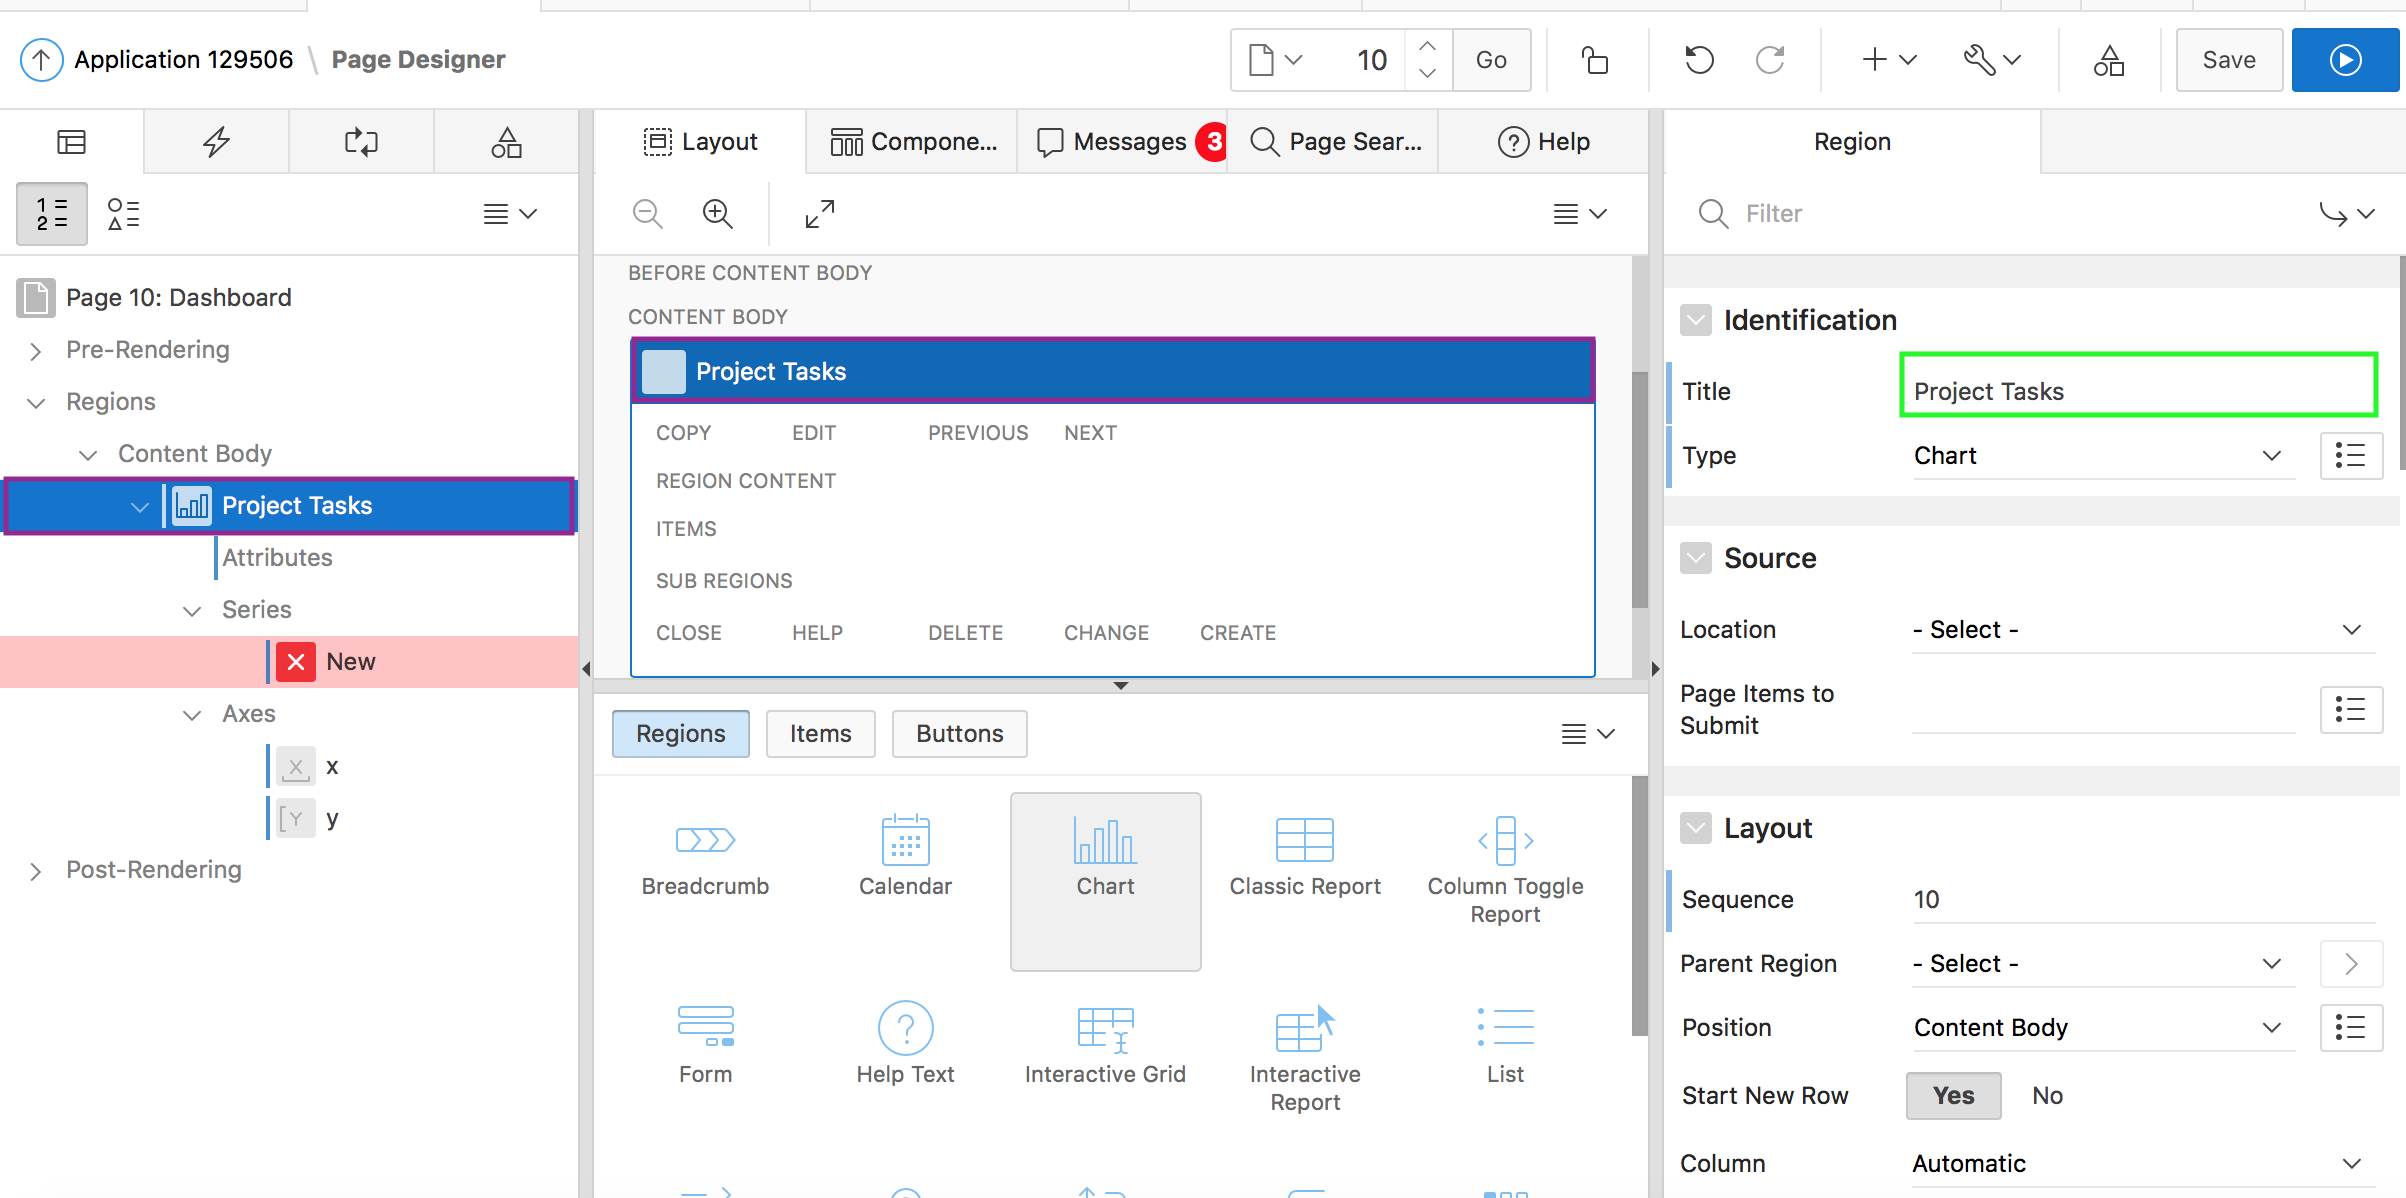 Application 129506 \ Page Designer
10
Go
Save
Layout
Compone...
Messages 3
Page Sear...
Help
Region
1
2
Filter
Page 10: Dashboard
Pre-Rendering
Regions
Content Body
Project Tasks
Attributes
Series
New
Axes
x
y
Post-Rendering
BEFORE CONTENT BODY
CONTENT BODY
Project Tasks
COPY EDIT PREVIOUS NEXT
REGION CONTENT
ITEMS
SUB REGIONS
CLOSE HELP DELETE CHANGE CREATE
Regions
Items
Buttons
Breadcrumb
Calendar
Chart
Classic Report
Column Toggle
Report
Form
Help Text
Interactive Grid
Interactive
Report
List
Identification
Title Project Tasks
Type Chart
Source
Location - Select -
Page Items to
Submit
Layout
Sequence 10
Parent Region - Select -
Position Content Body
Start New Row Yes No
Column Automatic